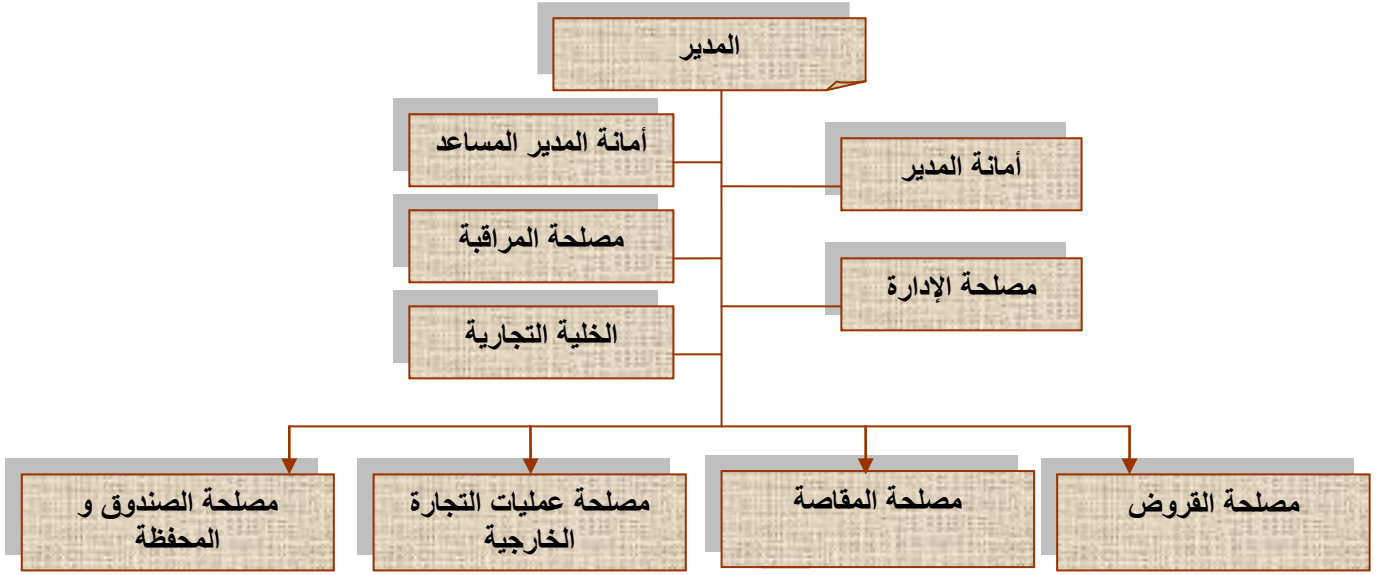 المدير
أمانة المدير
أمانة المدير المساعد
مصلحة المراقبة
مصلحة الإدارة
الخلية التجارية
مصلحة القروض
مصلحة المقاصة
مصلحة عمليات التجارة
الخارجية
مصلحة الصندوق و
المحفظة